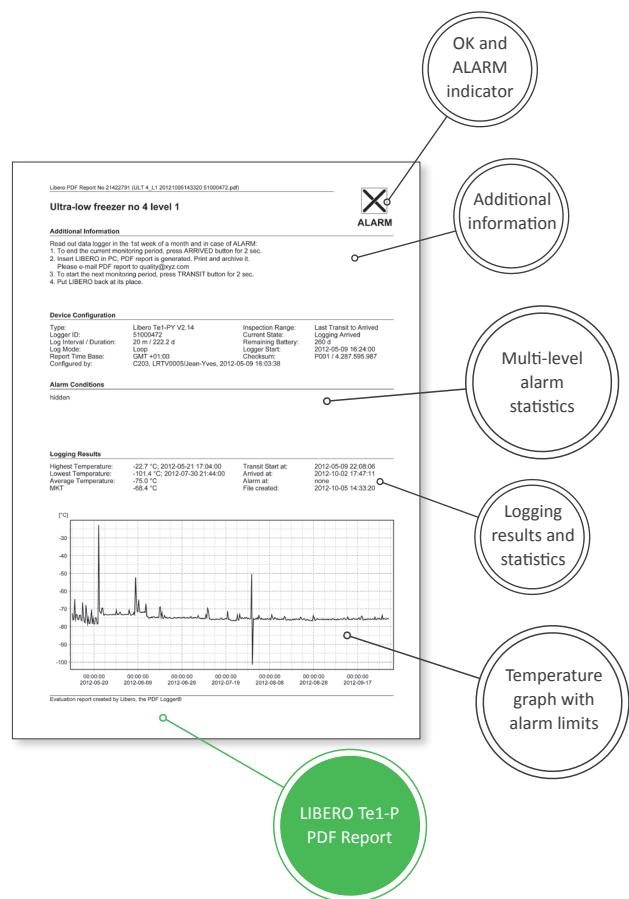 OK and
ALARM
indicator
Libero PDF Report No 21422791 (ULT 4_L1 20121005143320 51000472.pdf)
Ultra-low freezer no 4 level 1
ALARM
Additional
information
Additional Information
Read out data logger in the 1st week of a month and in case of ALARM:
1. To end the current monitoring period, press ARRIVED button for 2 sec.
2. Insert LIBERO in PC, PDF report is generated. Print and archive it.
Please e-mail PDF report to quality@xyz.com
3. To start the next monitoring period, press TRANSIT button for 2 sec.
4. Put LIBERO back at its place.
Device Configuration
Type: Libero Te1-PY V2.14 Inspection Range: Last Transit to Arrived
Logger ID: 51000472 Current State: Logging Arrived
Log Interval / Duration: 20 m / 222.2 d Remaining Battery: 260 d
Log Mode: Loop Logger Start: 2012-05-09 16:24:00
Report Time Base: GMT +01:00 Checksum: P001 / 4.287.595.987
Configured by: C203, LRTV0005/Jean-Yves, 2012-05-09 16:03:38
Multi-level
alarm
statistics
Alarm Conditions
hidden
Logging Results
Highest Temperature: -22.7 °C; 2012-05-21 17:04:00 Transit Start at: 2012-05-09 22:08:06
Lowest Temperature: -101.4 °C; 2012-07-30 21:44:00 Arrived at: 2012-10-02 17:47:11
Average Temperature: -75.0 °C Alarm at: none
MKT -68.4 °C File created: 2012-10-05 14:33:20
Logging
results and
statistics
[°C]
-30
-40
-50
-60
-70
-80
-90
-100
00:00:00 00:00:00 00:00:00 00:00:00 00:00:00 00:00:00 00:00:00
2012-05-20 2012-06-09 2012-06-29 2012-07-19 2012-08-08 2012-08-28 2012-09-17
Temperature
graph with
alarm limits
Evaluation report created by Libero, the PDF Logger®
LIBERO Te1-P
PDF Report